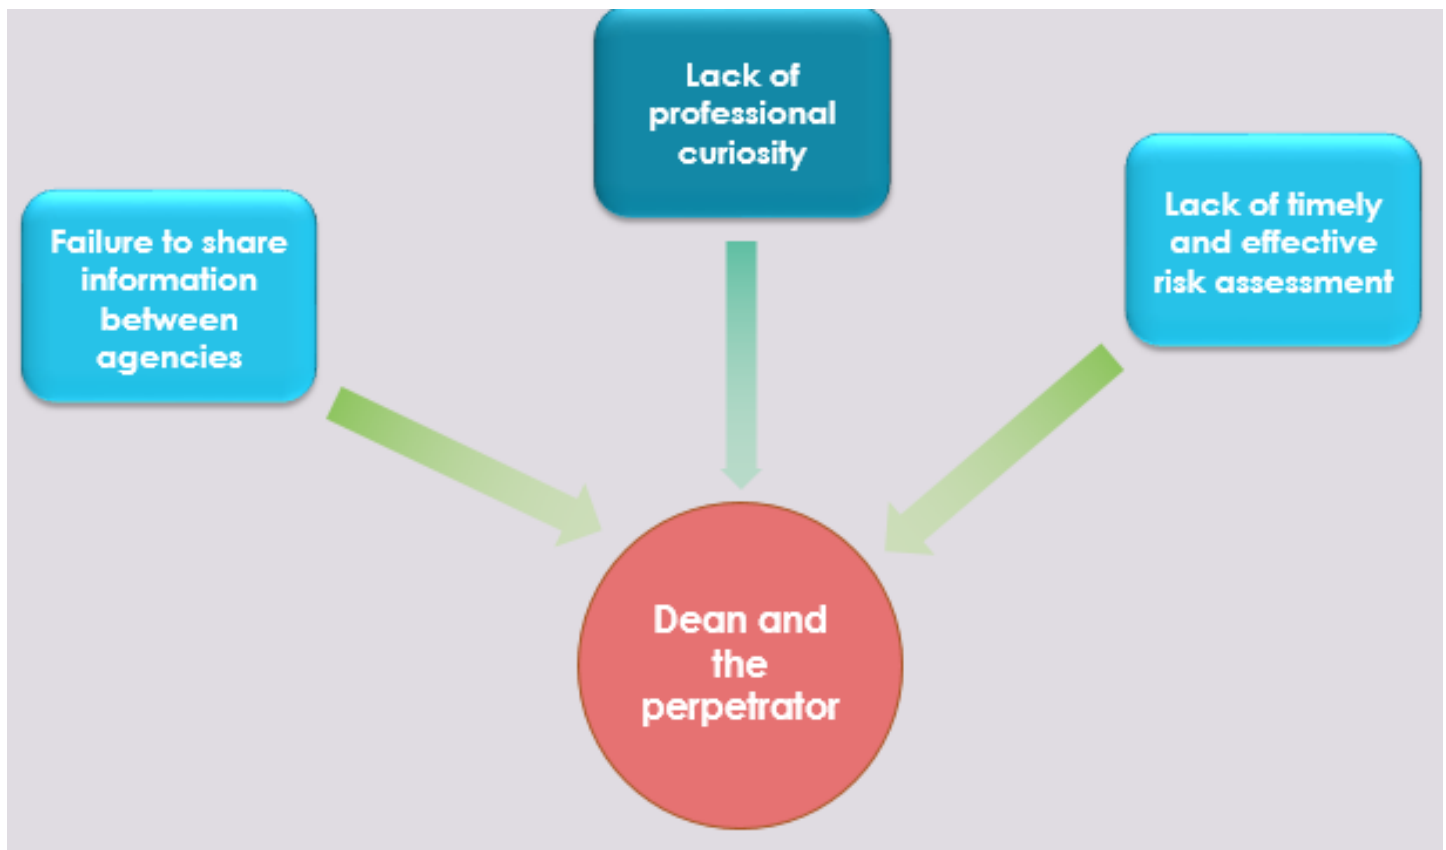 Lack of
professional
curiosity
Lack of timely
and effective
risk assessment
Failure to share
information
between
agencies
Dean and
the
perpetrator